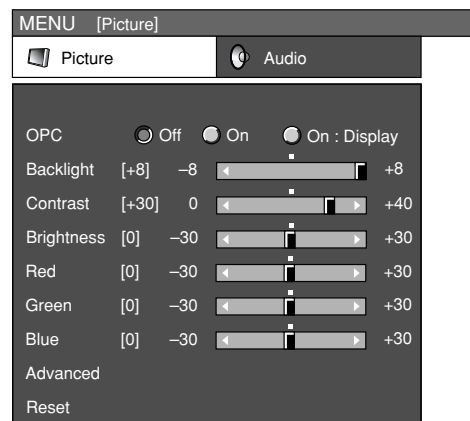 MENU [Picture]
Picture Audio
OPC Off On On : Display
Backlight [+8] –8 +8
Contrast [+30] 0 +40
Brightness [0] –30 +30
Red [0] –30 +30
Green [0] –30 +30
Blue [0] –30 +30
Advanced
Reset